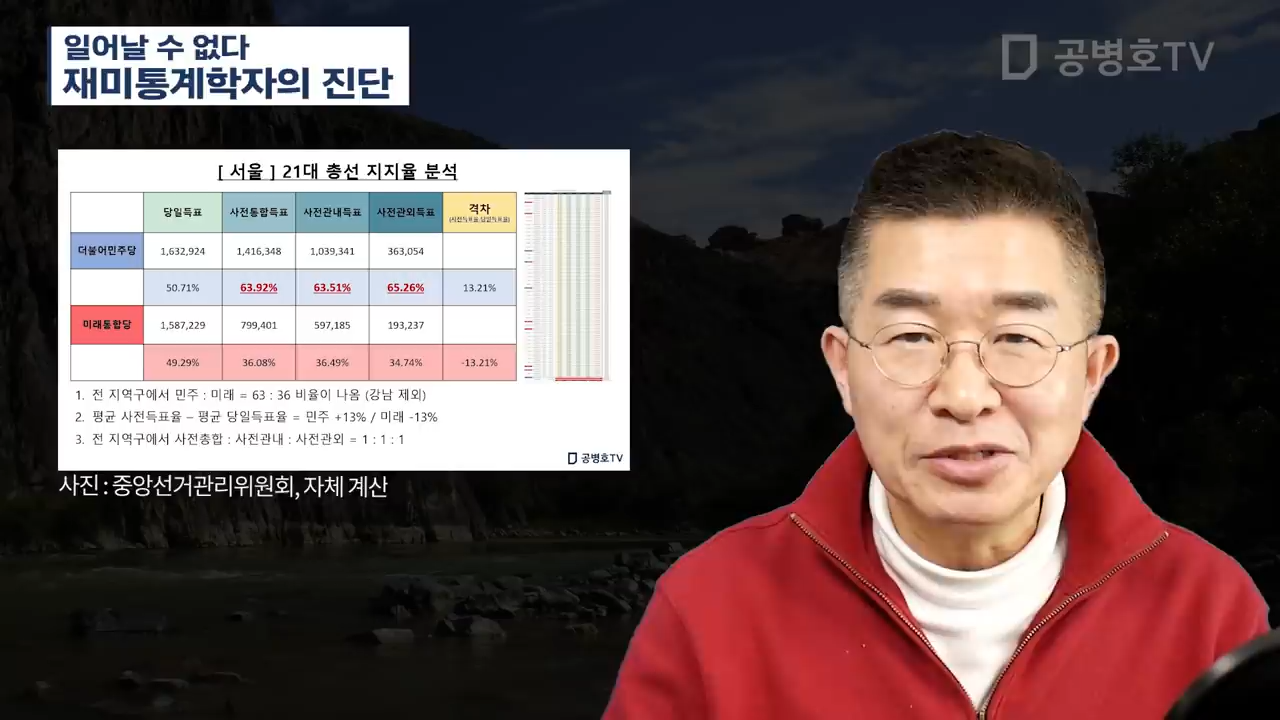 일어날 수 없다
재미통계학자의 진단
공병호TV
[ 서울 ] 21대 총선 지지율 분석
당일득표 사전통합득표 사전관내득표 사전관외득표 격차
(사전득표율-당일득표율)
더불어민주당 1,632,924 1,416,348 1,039,341 363,054
50.71% 63.92% 63.51% 65.26% 13.21%
미래통합당 1,587,229 799,401 597,185 193,237
49.29% 36.08% 36.49% 34.74% -13.21%
1. 전 지역구에서 민주 : 미래 = 63 : 36 비율이 나옴 (강남 제외)
2. 평균 사전득표율 – 평균 당일득표율 = 민주 +13% / 미래 -13%
3. 전 지역구에서 사전총합 : 사전관내 : 사전관외 = 1 : 1 : 1
공병호TV
사진 : 중앙선거관리위원회, 자체 계산